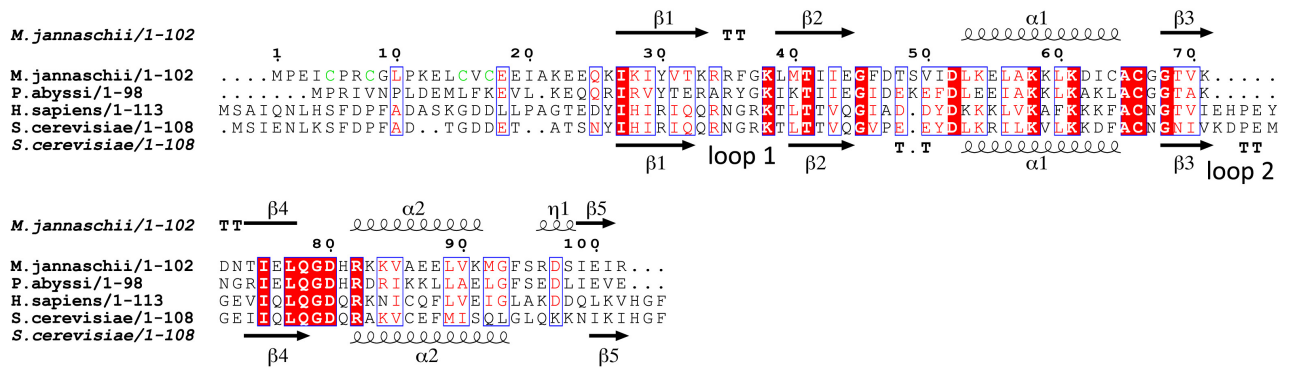 β1 β2 α1 β3
M.jannaschii/1-102 TT
1 10 20 30 40 50 60 70
M.jannaschii/1-102 ....MPEICPRCGLPKELCVCEEIAKEEQKIKIYVTKRRFGKLMTIIEGFDTSVIDLKELAKKLKDICACGGTVK.....
P.abyssi/1-98 .......MPRIVNPLDEMLFKEVL.KEQQRIRVYTERARYGKIKTIIEGIDEKEFDLEEIAKKLKAKLACGGTAK.....
H.sapiens/1-113 MSAIQNLKSFDPFADASKGDDLLPAGTEDYIHIRIQQRNGRKTLTTVQGIAD.DYDKKKLVKAFKKKFACNGTVIEHPEY
S.cerevisiae/1-108 .MSIENLKSFDPFAD..TGDDET..ATSNYIHIRIQQRNGRKTLTTVQGVPE.EYDLKRILKVLKKDFACNGNIVKDPEM
S.cerevisiae/1-108 T.T TT
β1 loop 1 β2 α1 β3 loop 2
β4 α2 η1 β5
M.jannaschii/1-102 TT
80 90 100
M.jannaschii/1-102 DNTIELQGDHRKKVAEELVKMGFSRDSIEIR...
P.abyssi/1-98 NGRIELQGDHRDRIKKLLAELGFSEDLIEVE...
H.sapiens/1-113 GEVIQLQGDQRKNICQFLVEIGLAKDDQLKVHGF
S.cerevisiae/1-108 GEIIQLQGDQRAKVCEFMISQLGLQKKNIKIHGF
S.cerevisiae/1-108
β4 α2 β5